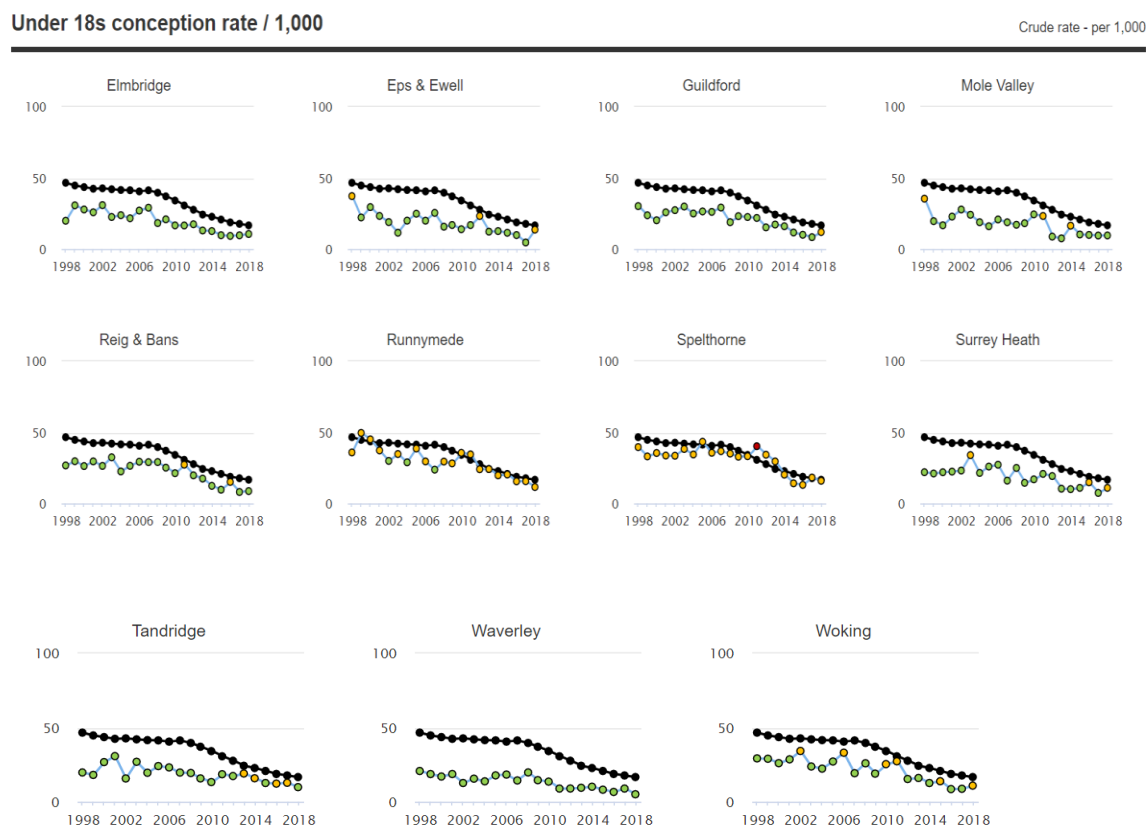 Under 18s conception rate / 1,000
Crude rate - per 1,000
Elmbridge
Eps & Ewell
Guildford
Mole Valley
100
100
100
100
50
50
50
50
0
0
0
0
1998 2002 2006 2010 2014 2018
1998 2002 2006 2010 2014 2018
1998 2002 2006 2010 2014 2018
1998 2002 2006 2010 2014 2018
Reig & Bans
Runnymede
Spelthorne
Surrey Heath
100
100
100
100
50
50
50
50
0
0
0
0
1998 2002 2006 2010 2014 2018
1998 2002 2006 2010 2014 2018
1998 2002 2006 2010 2014 2018
1998 2002 2006 2010 2014 2018
Tandridge
Waverley
Woking
100
100
100
50
50
50
0
0
0
1998 2002 2006 2010 2014 2018
1998 2002 2006 2010 2014 2018
1998 2002 2006 2010 2014 2018